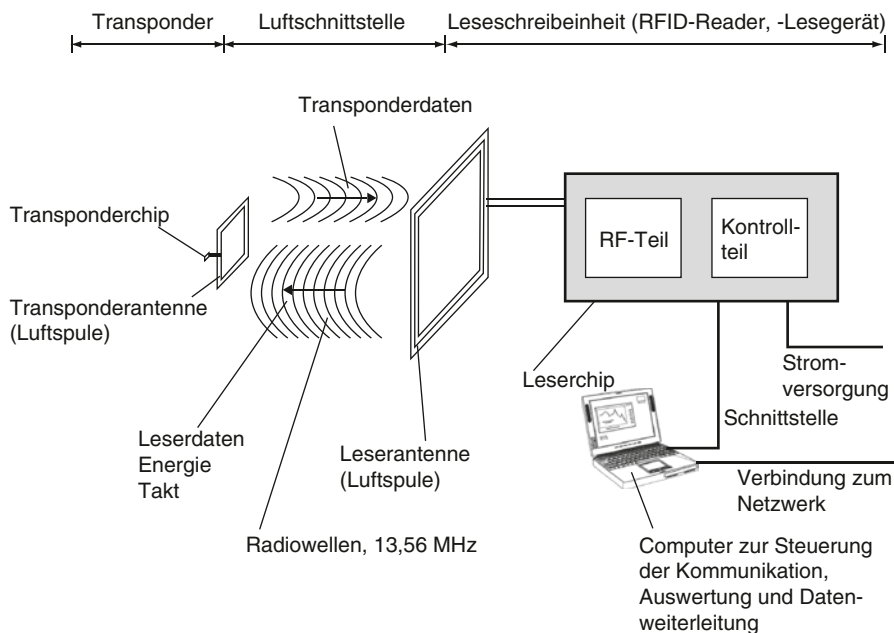 Transponder
Luftschnittstelle
Leseschreibeinheit (RFID-Reader, -Lesegerät)
Transponderdaten
Transponderchip
Transponderantenne
(Luftspule)
RF-Teil
Kontroll-
teil
Leserchip
Strom-
versorgung
Schnittstelle
Leserdaten
Energie
Takt
Leserantenne
(Luftspule)
Verbindung zum
Netzwerk
Radiowellen, 13,56 MHz
Computer zur Steuerung
der Kommunikation,
Auswertung und Daten-
weiterleitung